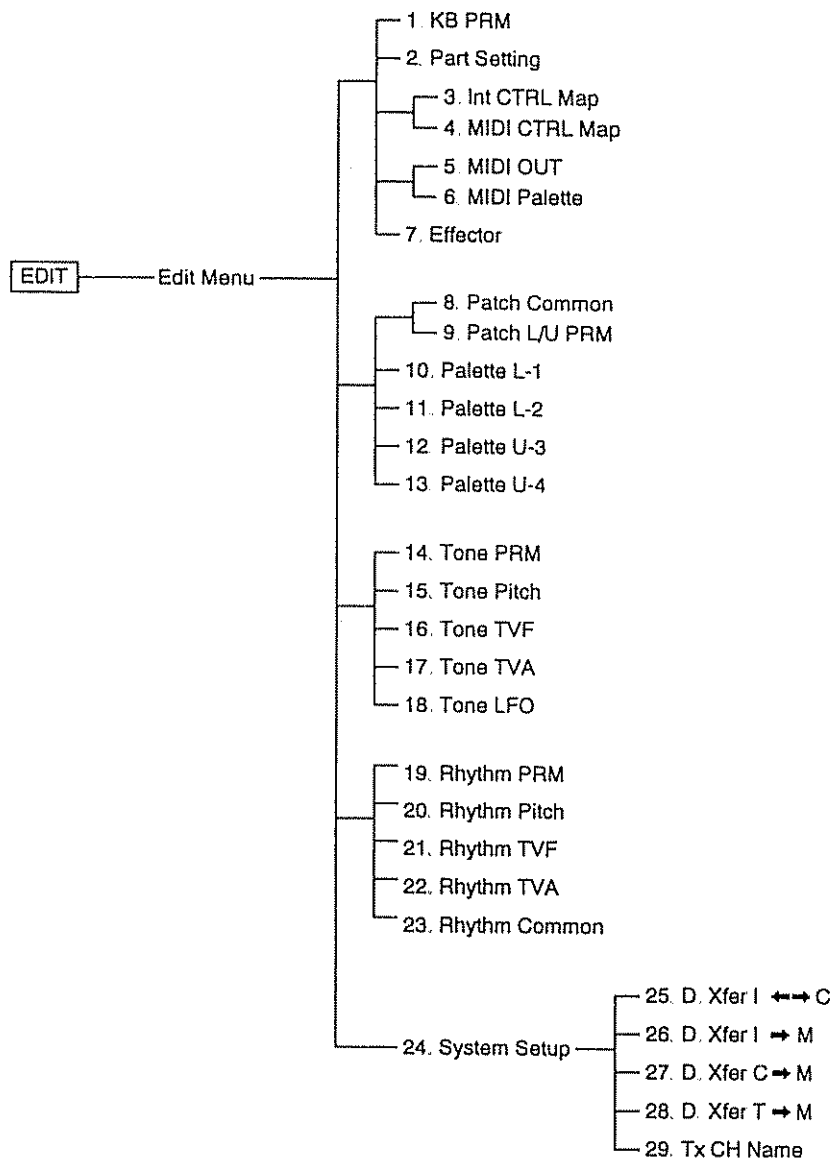 1. KB PRM
2. Part Setting
3. Int CTRL Map
4. MIDI CTRL Map
5. MIDI OUT
6. MIDI Palette
7. Effector
EDIT
Edit Menu
8. Patch Common
9. Patch L/U PRM
10. Palette L-1
11. Palette L-2
12. Palette U-3
13. Palette U-4
14. Tone PRM
15. Tone Pitch
16. Tone TVF
17. Tone TVA
18. Tone LFO
19. Rhythm PRM
20. Rhythm Pitch
21. Rhythm TVF
22. Rhythm TVA
23. Rhythm Common
24. System Setup
25. D. Xfer I ←→ C
26. D. Xfer I → M
27. D. Xfer C → M
28. D. Xfer T → M
29. Tx CH Name